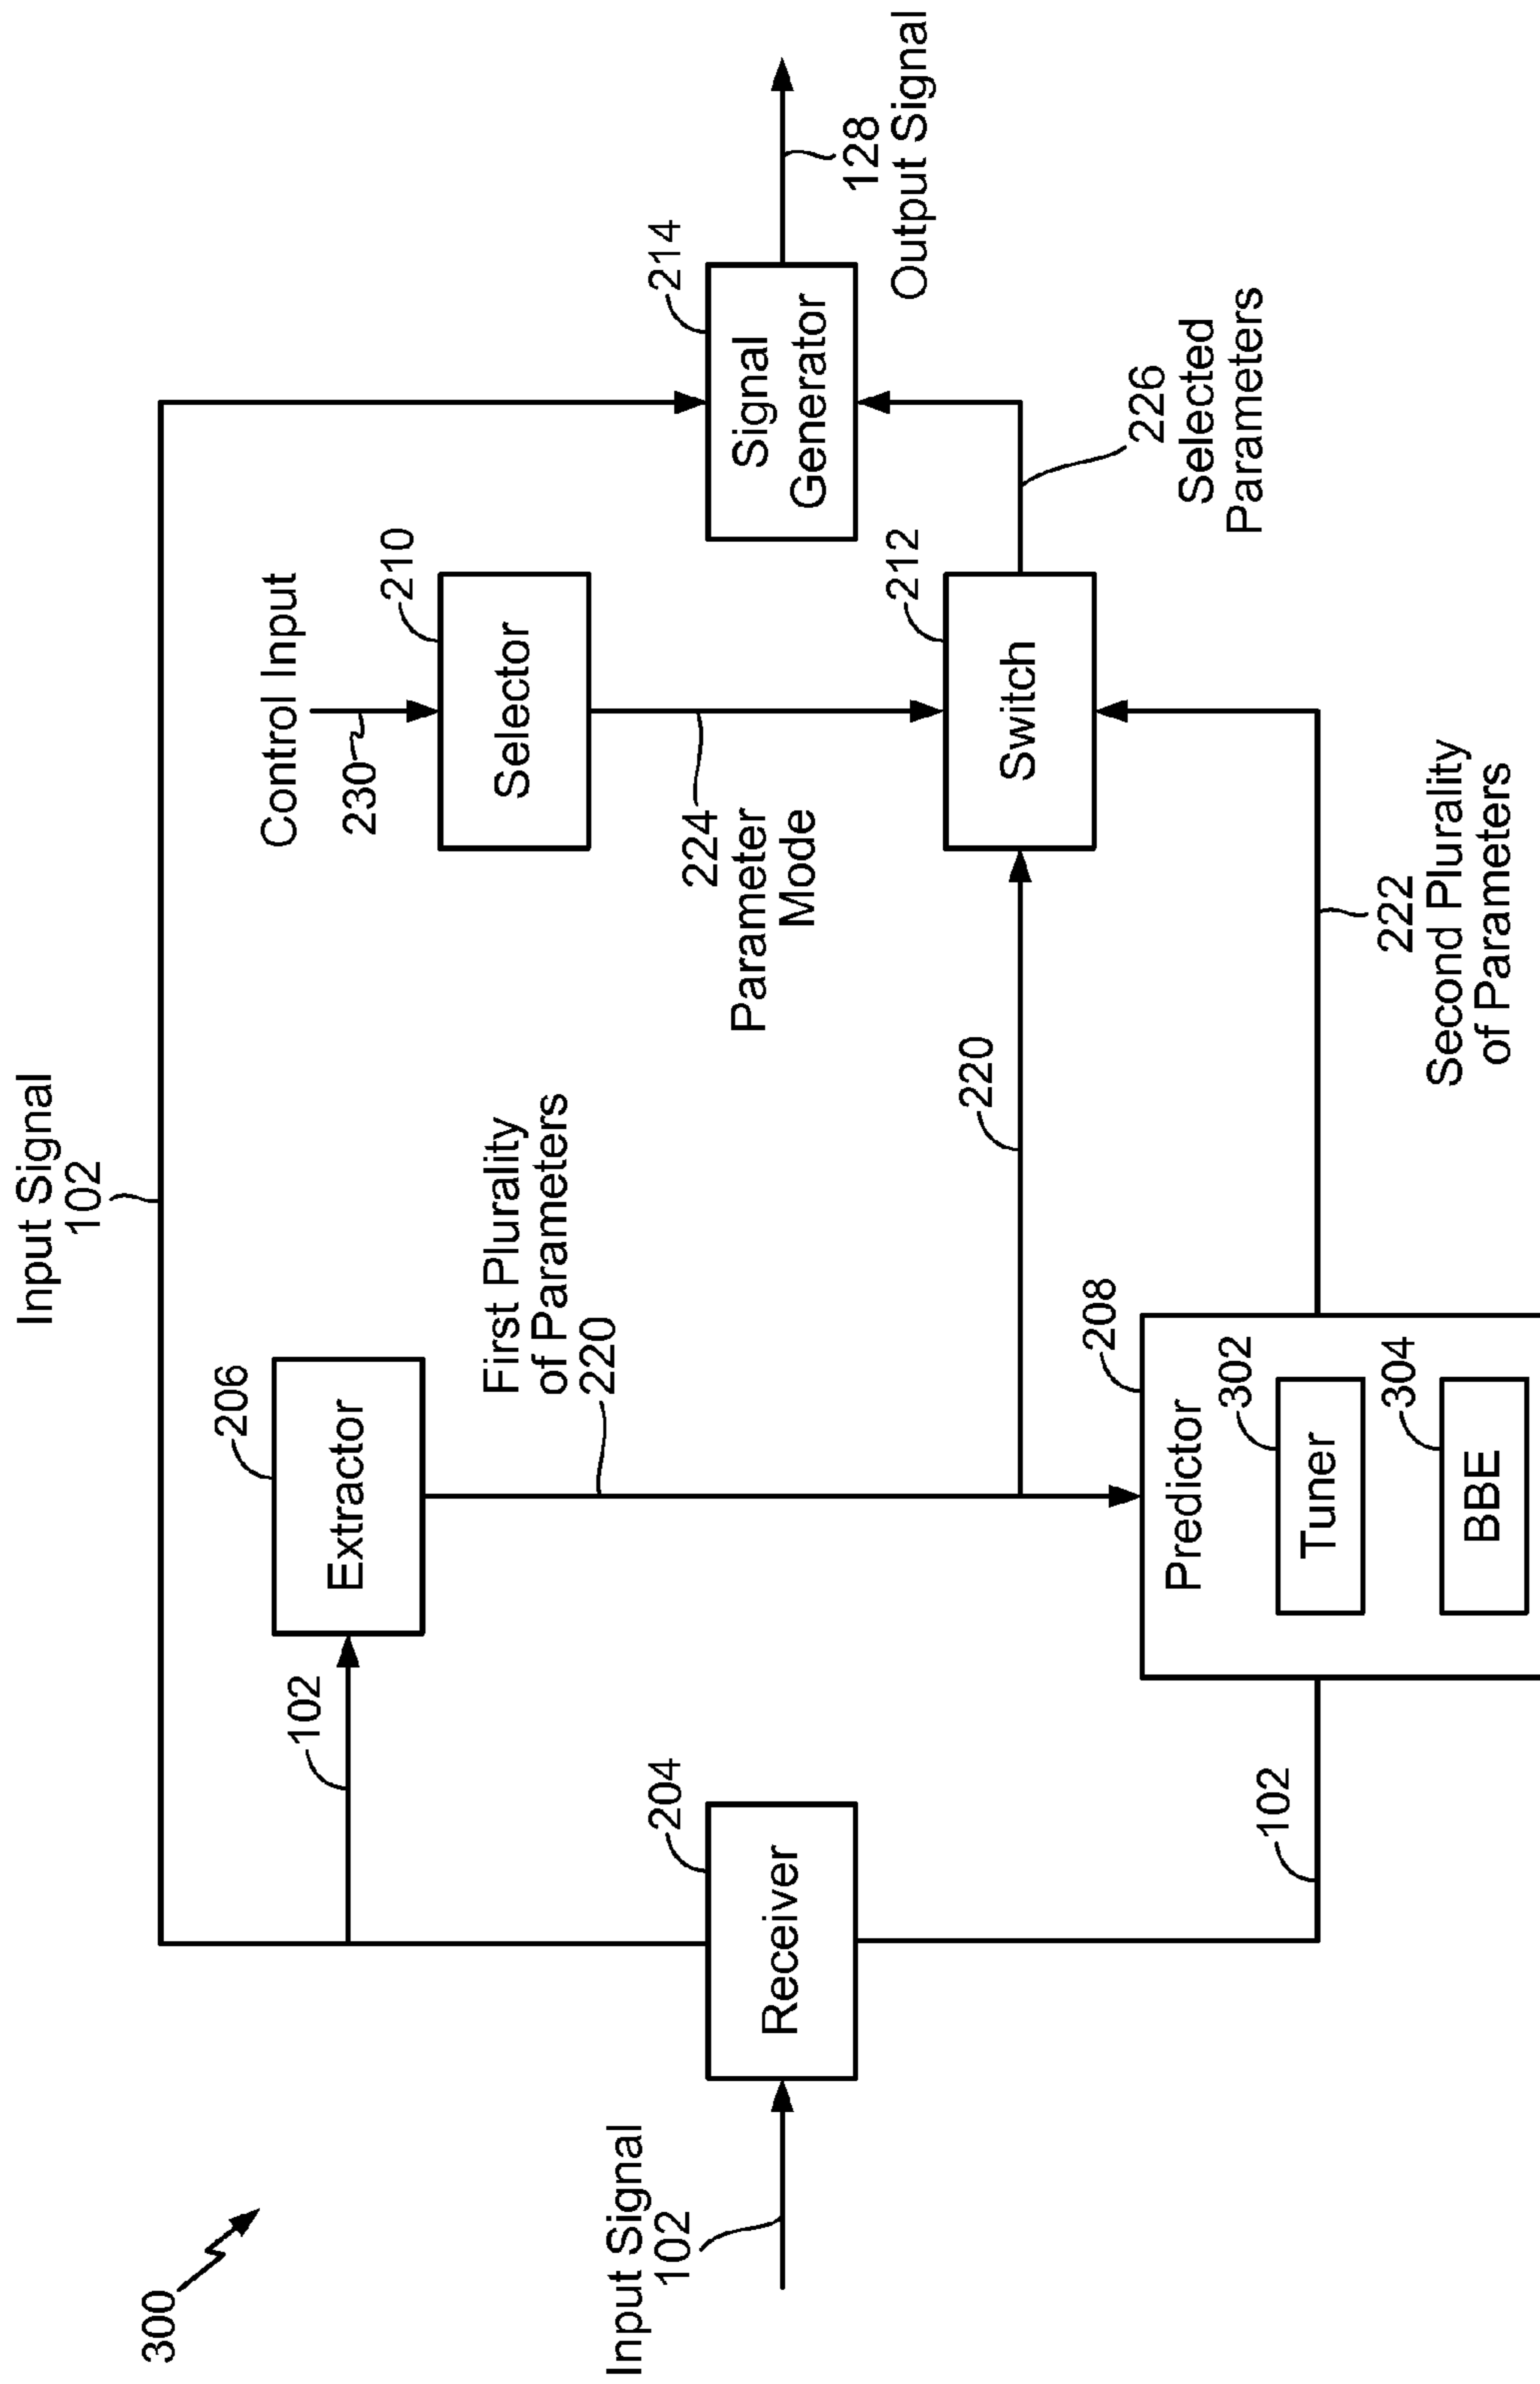 300
Input Signal
102
Input Signal
102
Receiver
204
102
102
Extractor
206
First Plurality
of Parameters
220
220
Predictor
208
Tuner
302
BBE
304
222
Second Plurality
of Parameters
Control Input
230
Selector
210
224
Parameter
Mode
Switch
212
226
Selected
Parameters
Signal
Generator
214
128
Output Signal